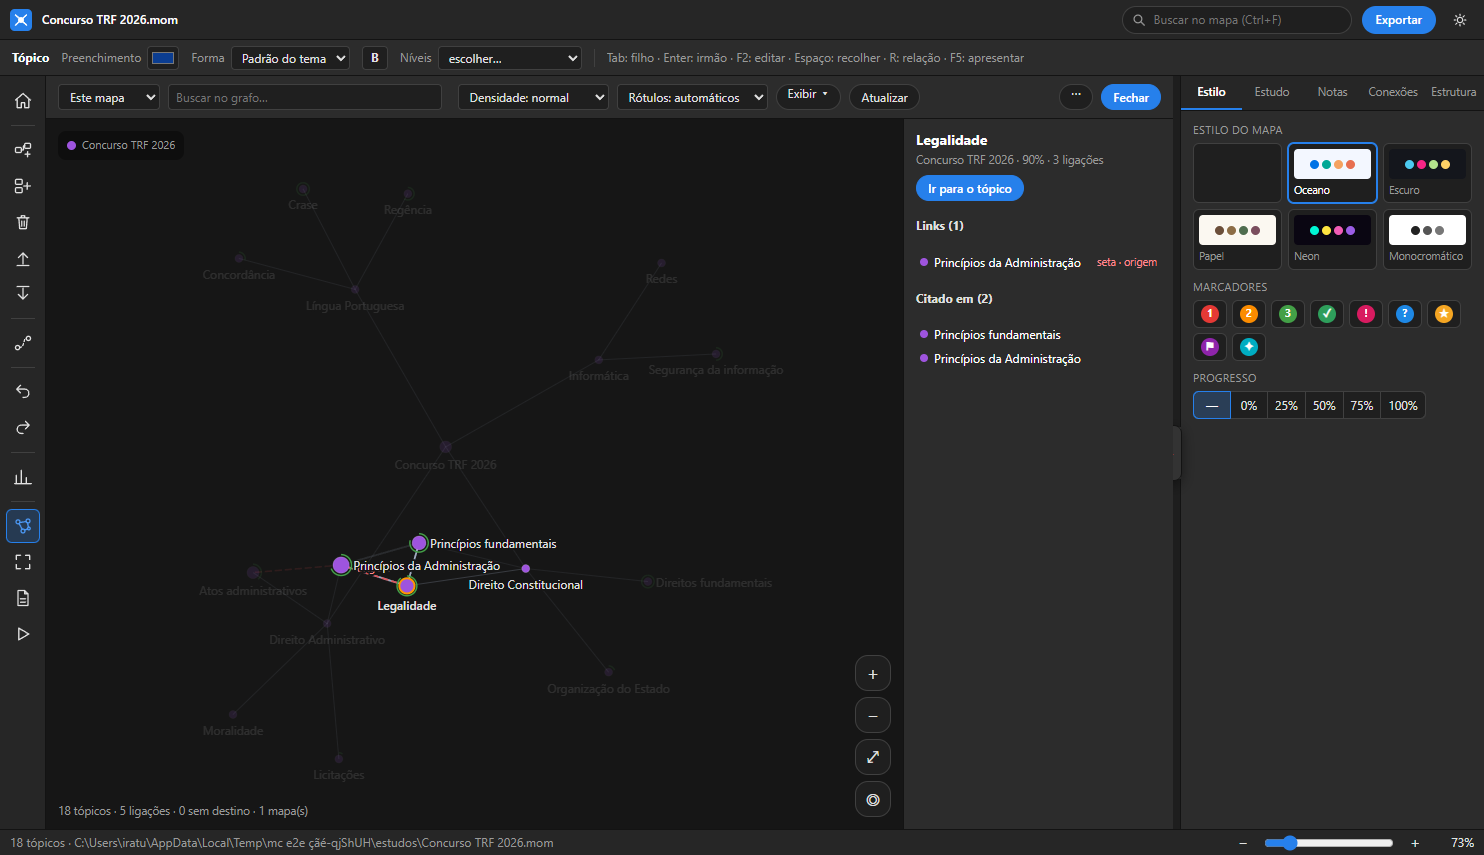 Concurso TRF 2026.mom
Buscar no mapa (Ctrl+F)
Exportar
Tópico
Preenchimento
Forma
Padrão do tema
B
Níveis
escolher...
Tab: filho · Enter: irmão · F2: editar · Espaço: recolher · R: relação · F5: apresentar
Este mapa
Buscar no grafo...
Densidade: normal
Rótulos: automáticos
Exibir
Atualizar
...
Fechar
Concurso TRF 2026
Crase
Regência
Concordância
Língua Portuguesa
Redes
Informática
Segurança da informação
Concurso TRF 2026
Princípios fundamentais
Princípios da Administração
Direito Constitucional
Direitos fundamentais
Atos administrativos
Legalidade
Direito Administrativo
Organização do Estado
Moralidade
Licitações
+
−
18 tópicos · 5 ligações · 0 sem destino · 1 mapa(s)
Legalidade
Concurso TRF 2026 · 90% · 3 ligações
Ir para o tópico
Links (1)
Princípios da Administração
seta · origem
Citado em (2)
Princípios fundamentais
Princípios da Administração
Estilo
Estudo
Notas
Conexões
Estrutura
ESTILO DO MAPA
Oceano
Escuro
Papel
Neon
Monocromático
MARCADORES
1
2
3
!
?
PROGRESSO
—
0%
25%
50%
75%
100%
18 tópicos · C:\Users\iratu\AppData\Local\Temp\mc e2e çãé-qjShUH\estudos\Concurso TRF 2026.mom
−
+
73%